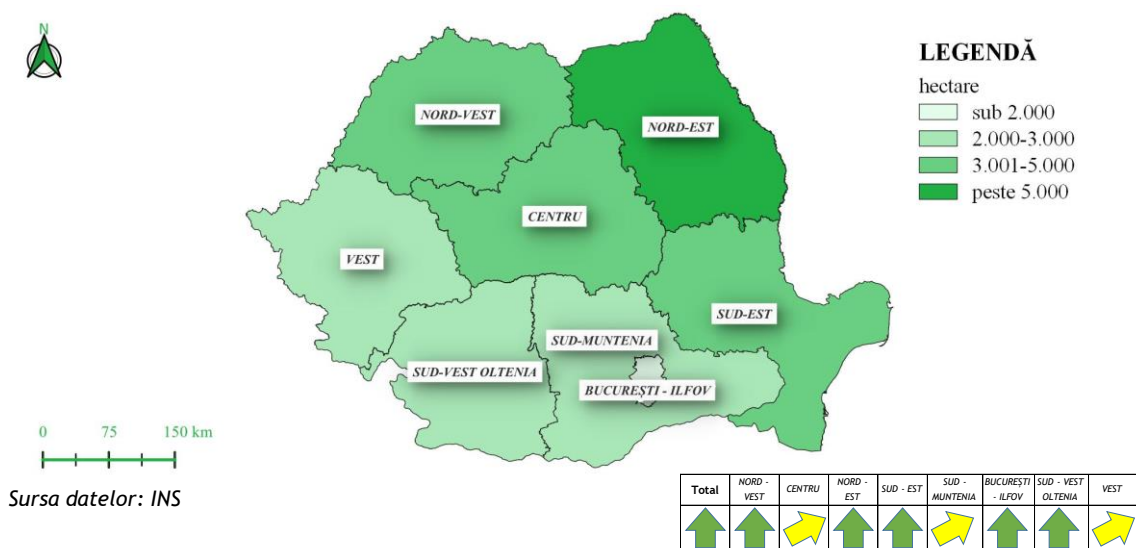 N
LEGENDĂ
hectare
sub 2.000
2.000-3.000
3.001-5.000
peste 5.000
NORD-VEST
NORD-EST
CENTRU
VEST
SUD-EST
SUD-MUNTENIA
SUD-VEST OLTENIA
BUCUREȘTI - ILFOV
0 75 150 km
Sursa datelor: INS
Total
NORD -
VEST
CENTRU
NORD -
EST
SUD - EST
SUD -
MUNTENIA
BUCUREȘTI
- ILFOV
SUD - VEST
OLTENIA
VEST